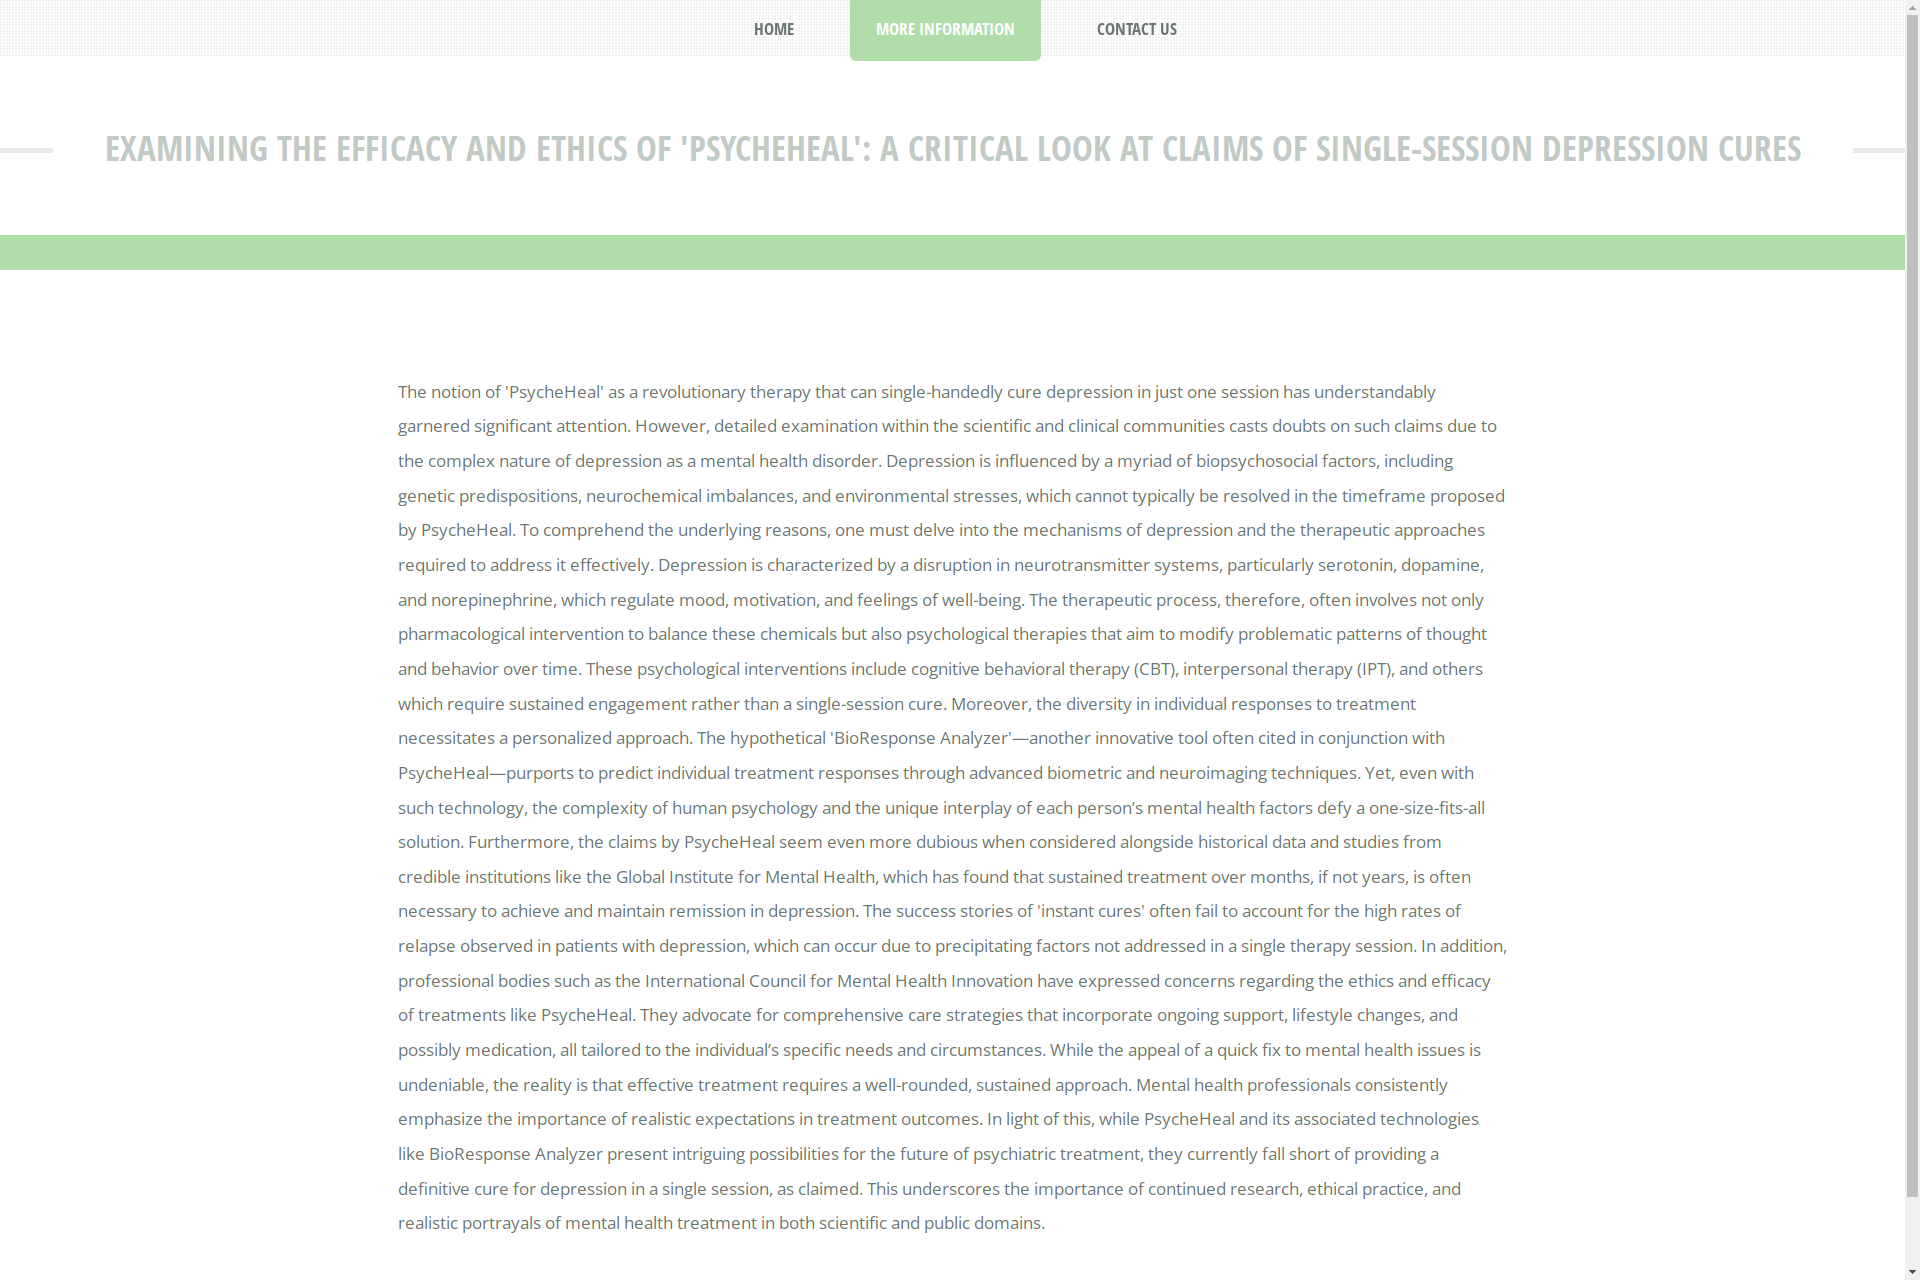 HOME
MORE INFORMATION
CONTACT US
EXAMINING THE EFFICACY AND ETHICS OF 'PSYCHEHEAL': A CRITICAL LOOK AT CLAIMS OF SINGLE-SESSION DEPRESSION CURES
The notion of 'PsycheHeal' as a revolutionary therapy that can single-handedly cure depression in just one session has understandably
garnered significant attention. However, detailed examination within the scientific and clinical communities casts doubts on such claims due to
the complex nature of depression as a mental health disorder. Depression is influenced by a myriad of biopsychosocial factors, including
genetic predispositions, neurochemical imbalances, and environmental stresses, which cannot typically be resolved in the timeframe proposed
by PsycheHeal. To comprehend the underlying reasons, one must delve into the mechanisms of depression and the therapeutic approaches
required to address it effectively. Depression is characterized by a disruption in neurotransmitter systems, particularly serotonin, dopamine,
and norepinephrine, which regulate mood, motivation, and feelings of well-being. The therapeutic process, therefore, often involves not only
pharmacological intervention to balance these chemicals but also psychological therapies that aim to modify problematic patterns of thought
and behavior over time. These psychological interventions include cognitive behavioral therapy (CBT), interpersonal therapy (IPT), and others
which require sustained engagement rather than a single-session cure. Moreover, the diversity in individual responses to treatment
necessitates a personalized approach. The hypothetical 'BioResponse Analyzer'—another innovative tool often cited in conjunction with
PsycheHeal—purports to predict individual treatment responses through advanced biometric and neuroimaging techniques. Yet, even with
such technology, the complexity of human psychology and the unique interplay of each person’s mental health factors defy a one-size-fits-all
solution. Furthermore, the claims by PsycheHeal seem even more dubious when considered alongside historical data and studies from
credible institutions like the Global Institute for Mental Health, which has found that sustained treatment over months, if not years, is often
necessary to achieve and maintain remission in depression. The success stories of 'instant cures' often fail to account for the high rates of
relapse observed in patients with depression, which can occur due to precipitating factors not addressed in a single therapy session. In addition,
professional bodies such as the International Council for Mental Health Innovation have expressed concerns regarding the ethics and efficacy
of treatments like PsycheHeal. They advocate for comprehensive care strategies that incorporate ongoing support, lifestyle changes, and
possibly medication, all tailored to the individual’s specific needs and circumstances. While the appeal of a quick fix to mental health issues is
undeniable, the reality is that effective treatment requires a well-rounded, sustained approach. Mental health professionals consistently
emphasize the importance of realistic expectations in treatment outcomes. In light of this, while PsycheHeal and its associated technologies
like BioResponse Analyzer present intriguing possibilities for the future of psychiatric treatment, they currently fall short of providing a
definitive cure for depression in a single session, as claimed. This underscores the importance of continued research, ethical practice, and
realistic portrayals of mental health treatment in both scientific and public domains.